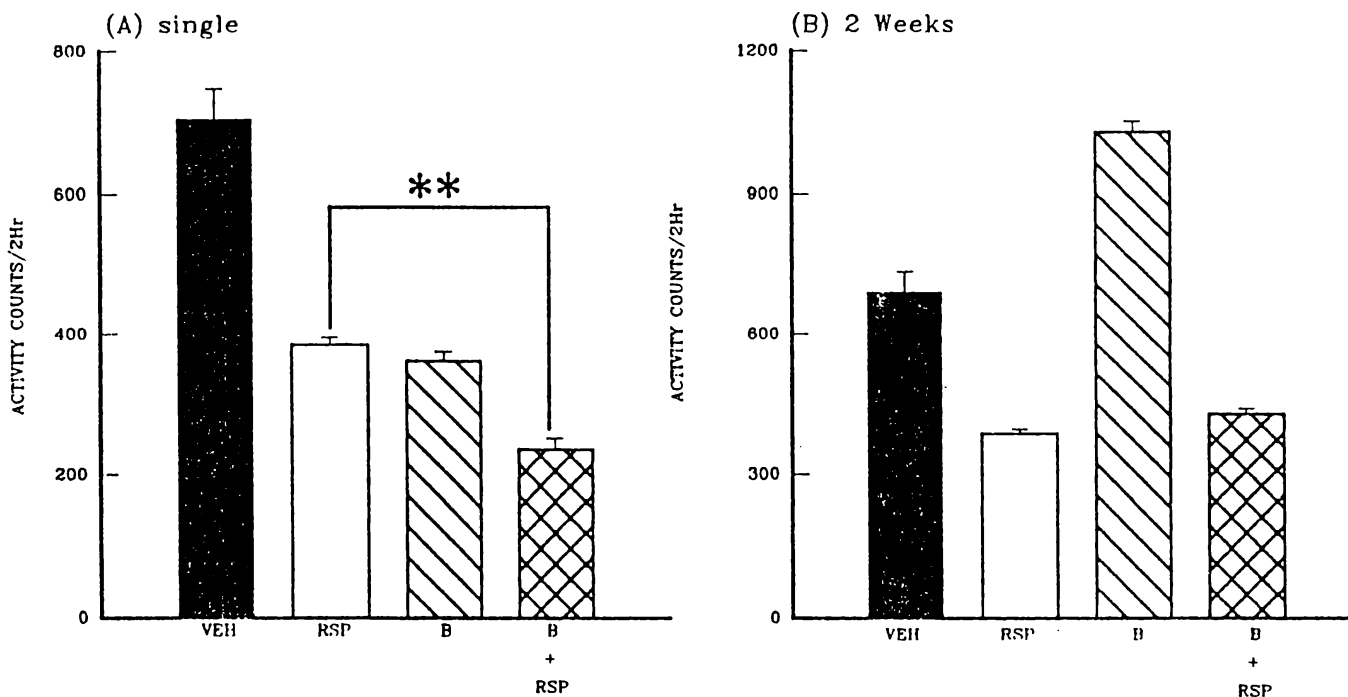 (A) single
800
600
400
200
0
ACTIVITY COUNTS/2Hr
**
VEH RSP B B
+
RSP
(B) 2 Weeks
1200
900
600
300
0
ACTIVITY COUNTS/2Hr
VEH RSP B B
+
RSP